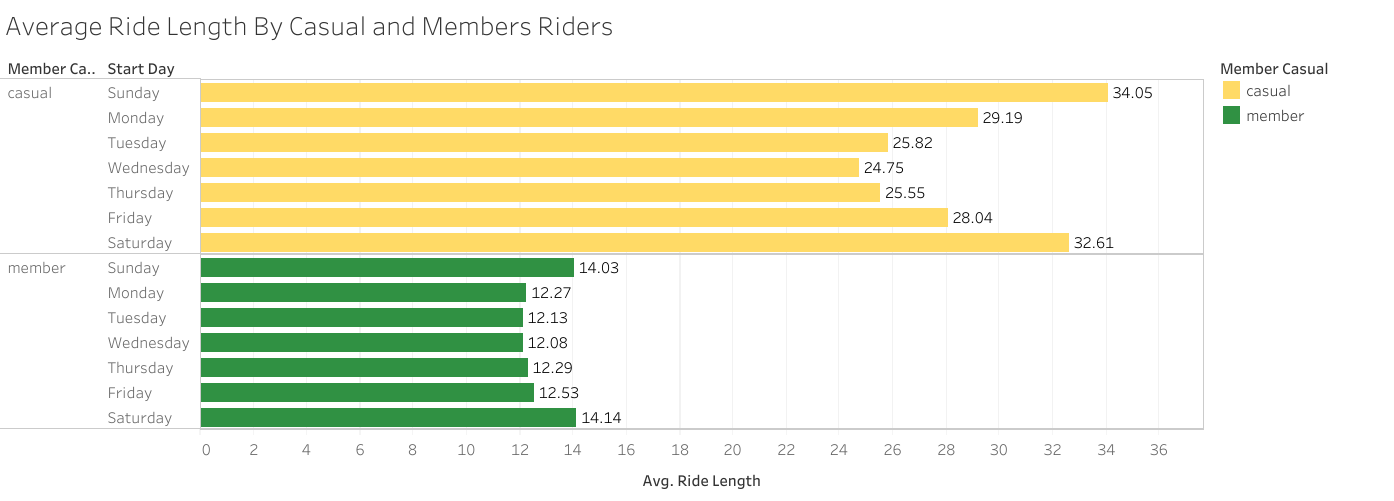 Average Ride Length By Casual and Members Riders
Member Ca.. Start Day
casual Sunday 34.05
Monday 29.19
Tuesday 25.82
Wednesday 24.75
Thursday 25.55
Friday 28.04
Saturday 32.61
member Sunday 14.03
Monday 12.27
Tuesday 12.13
Wednesday 12.08
Thursday 12.29
Friday 12.53
Saturday 14.14
0 2 4 6 8 10 12 14 16 18 20 22 24 26 28 30 32 34 36
Avg. Ride Length
Member Casual
casual
member